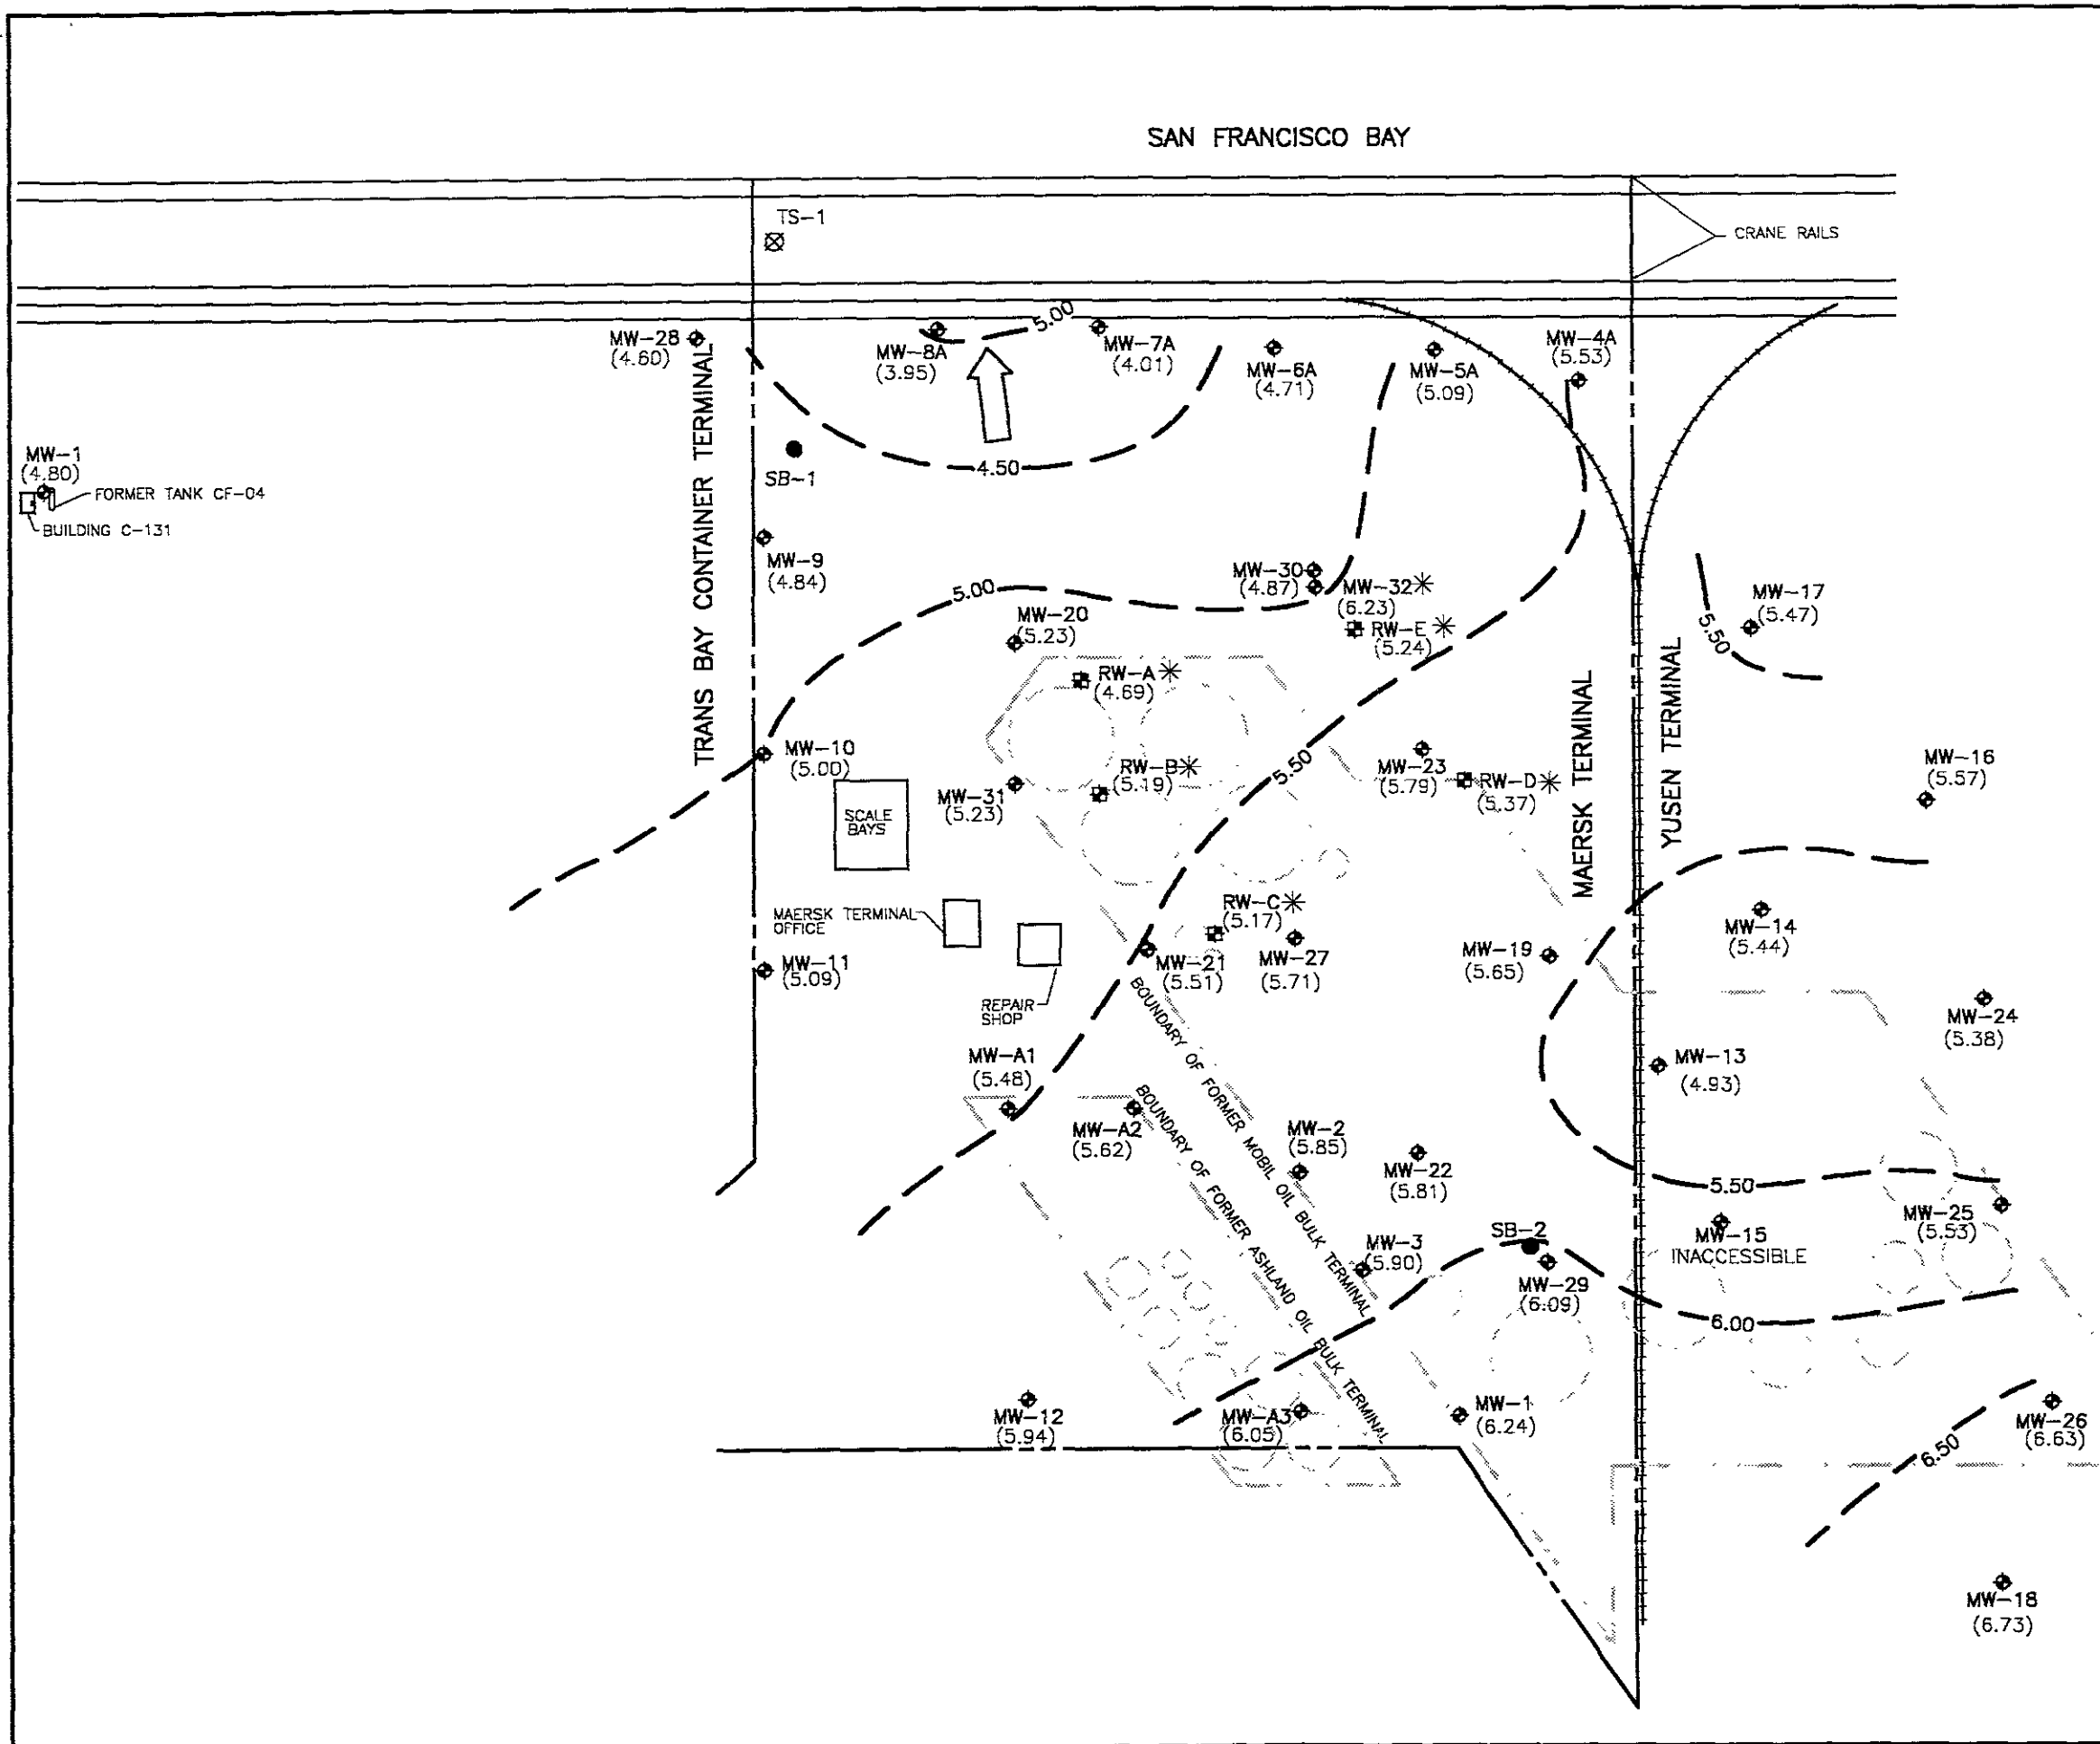 SAN FRANCISCO BAY
TS-1
CRANE RAILS
MW-28
(4.60)
MW-8A
(3.95)
5.00
MW-7A
(4.01)
MW-6A
(4.71)
MW-5A
(5.09)
MW-4A
(5.53)
TRANS BAY CONTAINER TERMINAL
4.50
SB-1
MW-1
(4.80)
FORMER TANK CF-04
BUILDING C-131
MW-9
(4.84)
5.00
MW-20
(5.23)
MW-30
(4.87)
MW-32
(6.23)
RW-E
(5.24)
MW-17
(5.47)
5.50
RW-A
(4.69)
MAERSK TERMINAL
YUSEN TERMINAL
MW-10
(5.00)
RW-B
(5.19)
MW-31
(5.23)
5.50
MW-23
(5.79)
RW-D
(5.37)
MW-16
(5.57)
SCALE
BAYS
MAERSK TERMINAL
OFFICE
RW-C
(5.17)
MW-14
(5.44)
MW-11
(5.09)
MW-21
(5.51)
MW-27
(5.71)
MW-19
(5.65)
REPAIR
SHOP
MW-24
(5.38)
BOUNDARY OF FORMER MOBIL OIL BULK TERMINAL
MW-A1
(5.48)
MW-13
(4.93)
BOUNDARY OF FORMER ASHLAND OIL BULK TERMINAL
MW-A2
(5.62)
MW-2
(5.85)
MW-22
(5.81)
5.50
MW-25
(5.53)
SB-2
MW-15
INACCESSIBLE
MW-3
(5.90)
MW-29
(6.09)
6.00
MW-12
(5.94)
MW-A3
(6.05)
MW-1
(6.24)
MW-26
(6.63)
6.50
MW-18
(6.73)